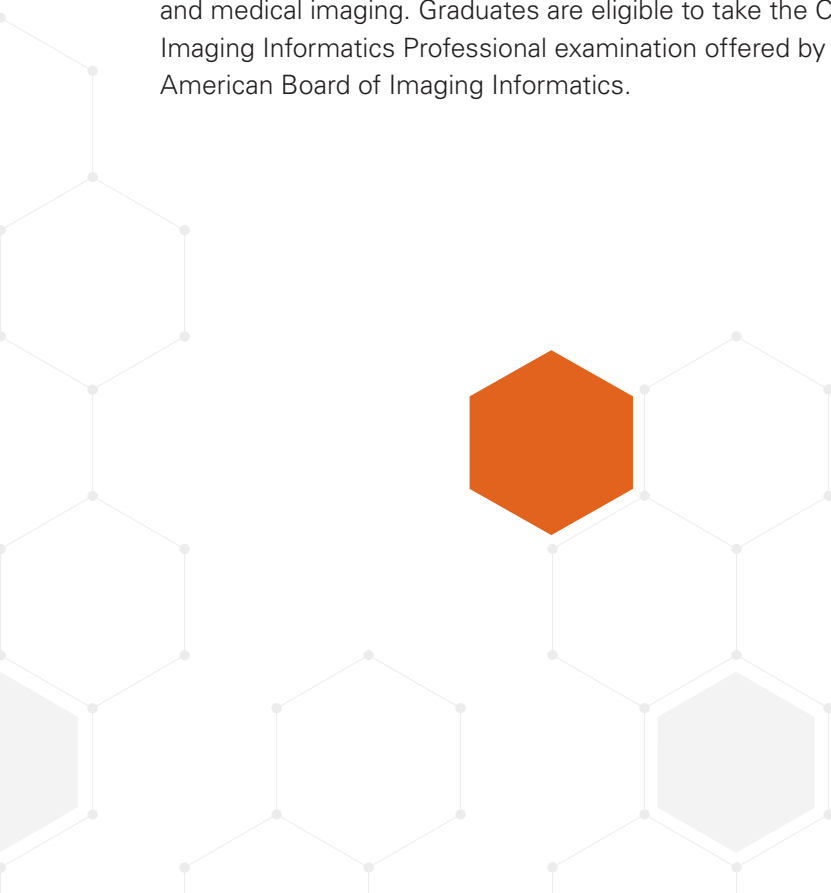 and medical imaging. Graduates are eligible to take the
Imaging Informatics Professional examination offered by
American Board of Imaging Informatics.